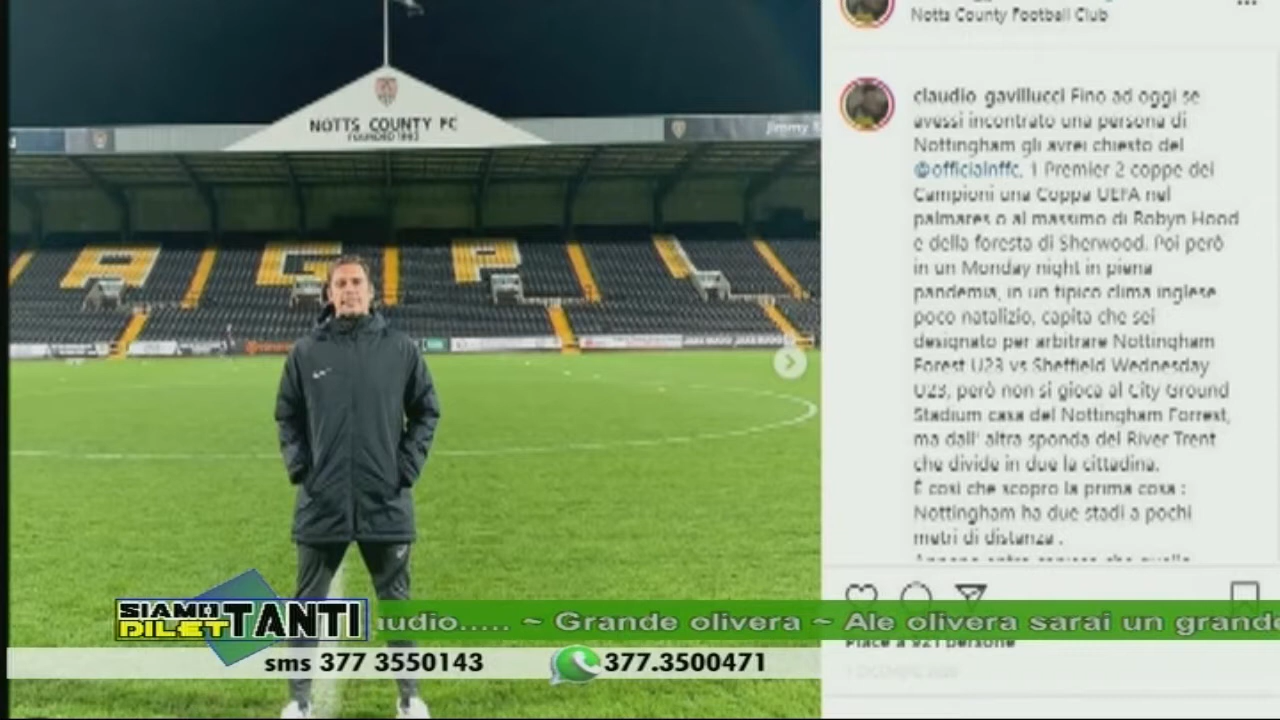 NOTTS COUNTY FC
FOUNDED 1862
Jimmy
A G P I
Notts County Football Club
claudio_gavillucci Fino ad oggi se
avessi incontrato una persona di
Nottingham gli avrei chiesto del
@officialnffc, 1 Premier 2 coppe dei
Campioni una Coppa UEFA nel
palmares o al massimo di Robyn Hood
e della foresta di Sherwood. Poi però
in un Monday night in piena
pandemia, in un tipico clima inglese
poco natalizio, capita che sei
designato per arbitrare Nottingham
Forest U23 vs Sheffield Wednesday
U23, però non si gioca al City Ground
Stadium casa del Nottingham Forrest,
ma dall' altra sponda del River Trent
che divide in due la cittadina.
È così che scopro la prima cosa :
Nottingham ha due stadi a pochi
metri di distanza .
SIAMO
DILETTANTI
audio..... ~ Grande olivera ~ Ale olivera sarai un grande
Piace a 921 persone
sms 377 3550143
377.3500471